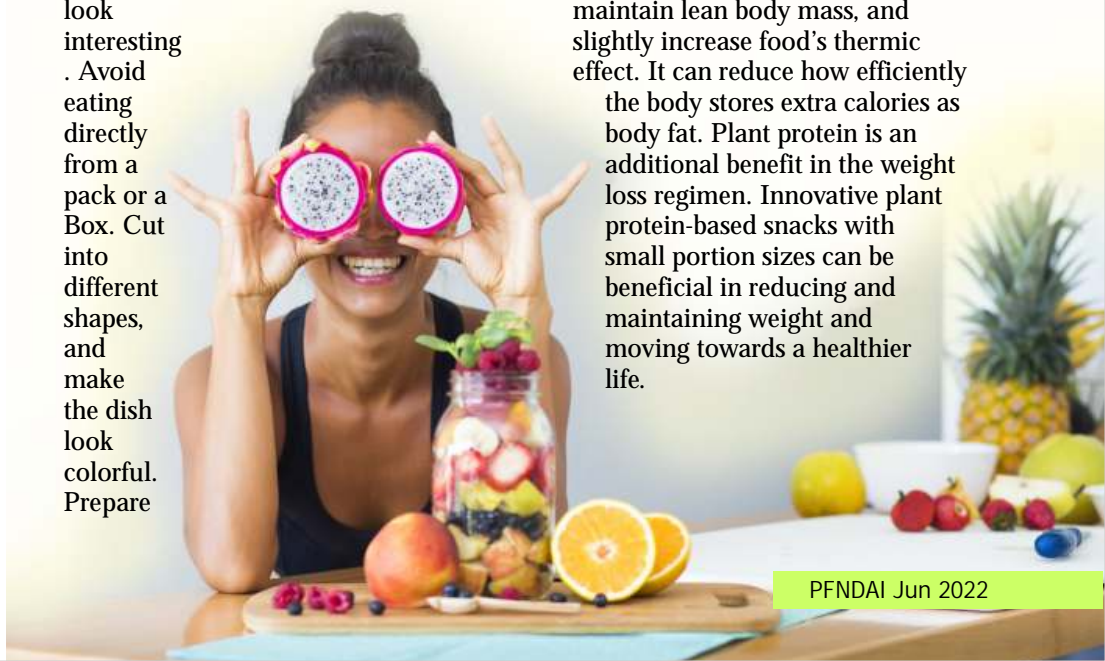 look
interesting
. Avoid
eating
directly
from a
pack or a
Box. Cut
into
different
shapes,
and
make
the dish
look
colorful.
Prepare
maintain lean body mass, and
slightly increase food’s thermic
effect. It can reduce how efficiently
the body stores extra calories as
body fat. Plant protein is an
additional benefit in the weight
loss regimen. Innovative plant
protein-based snacks with
small portion sizes can be
beneficial in reducing and
maintaining weight and
moving towards a healthier
life.
PFNDAI Jun 2022